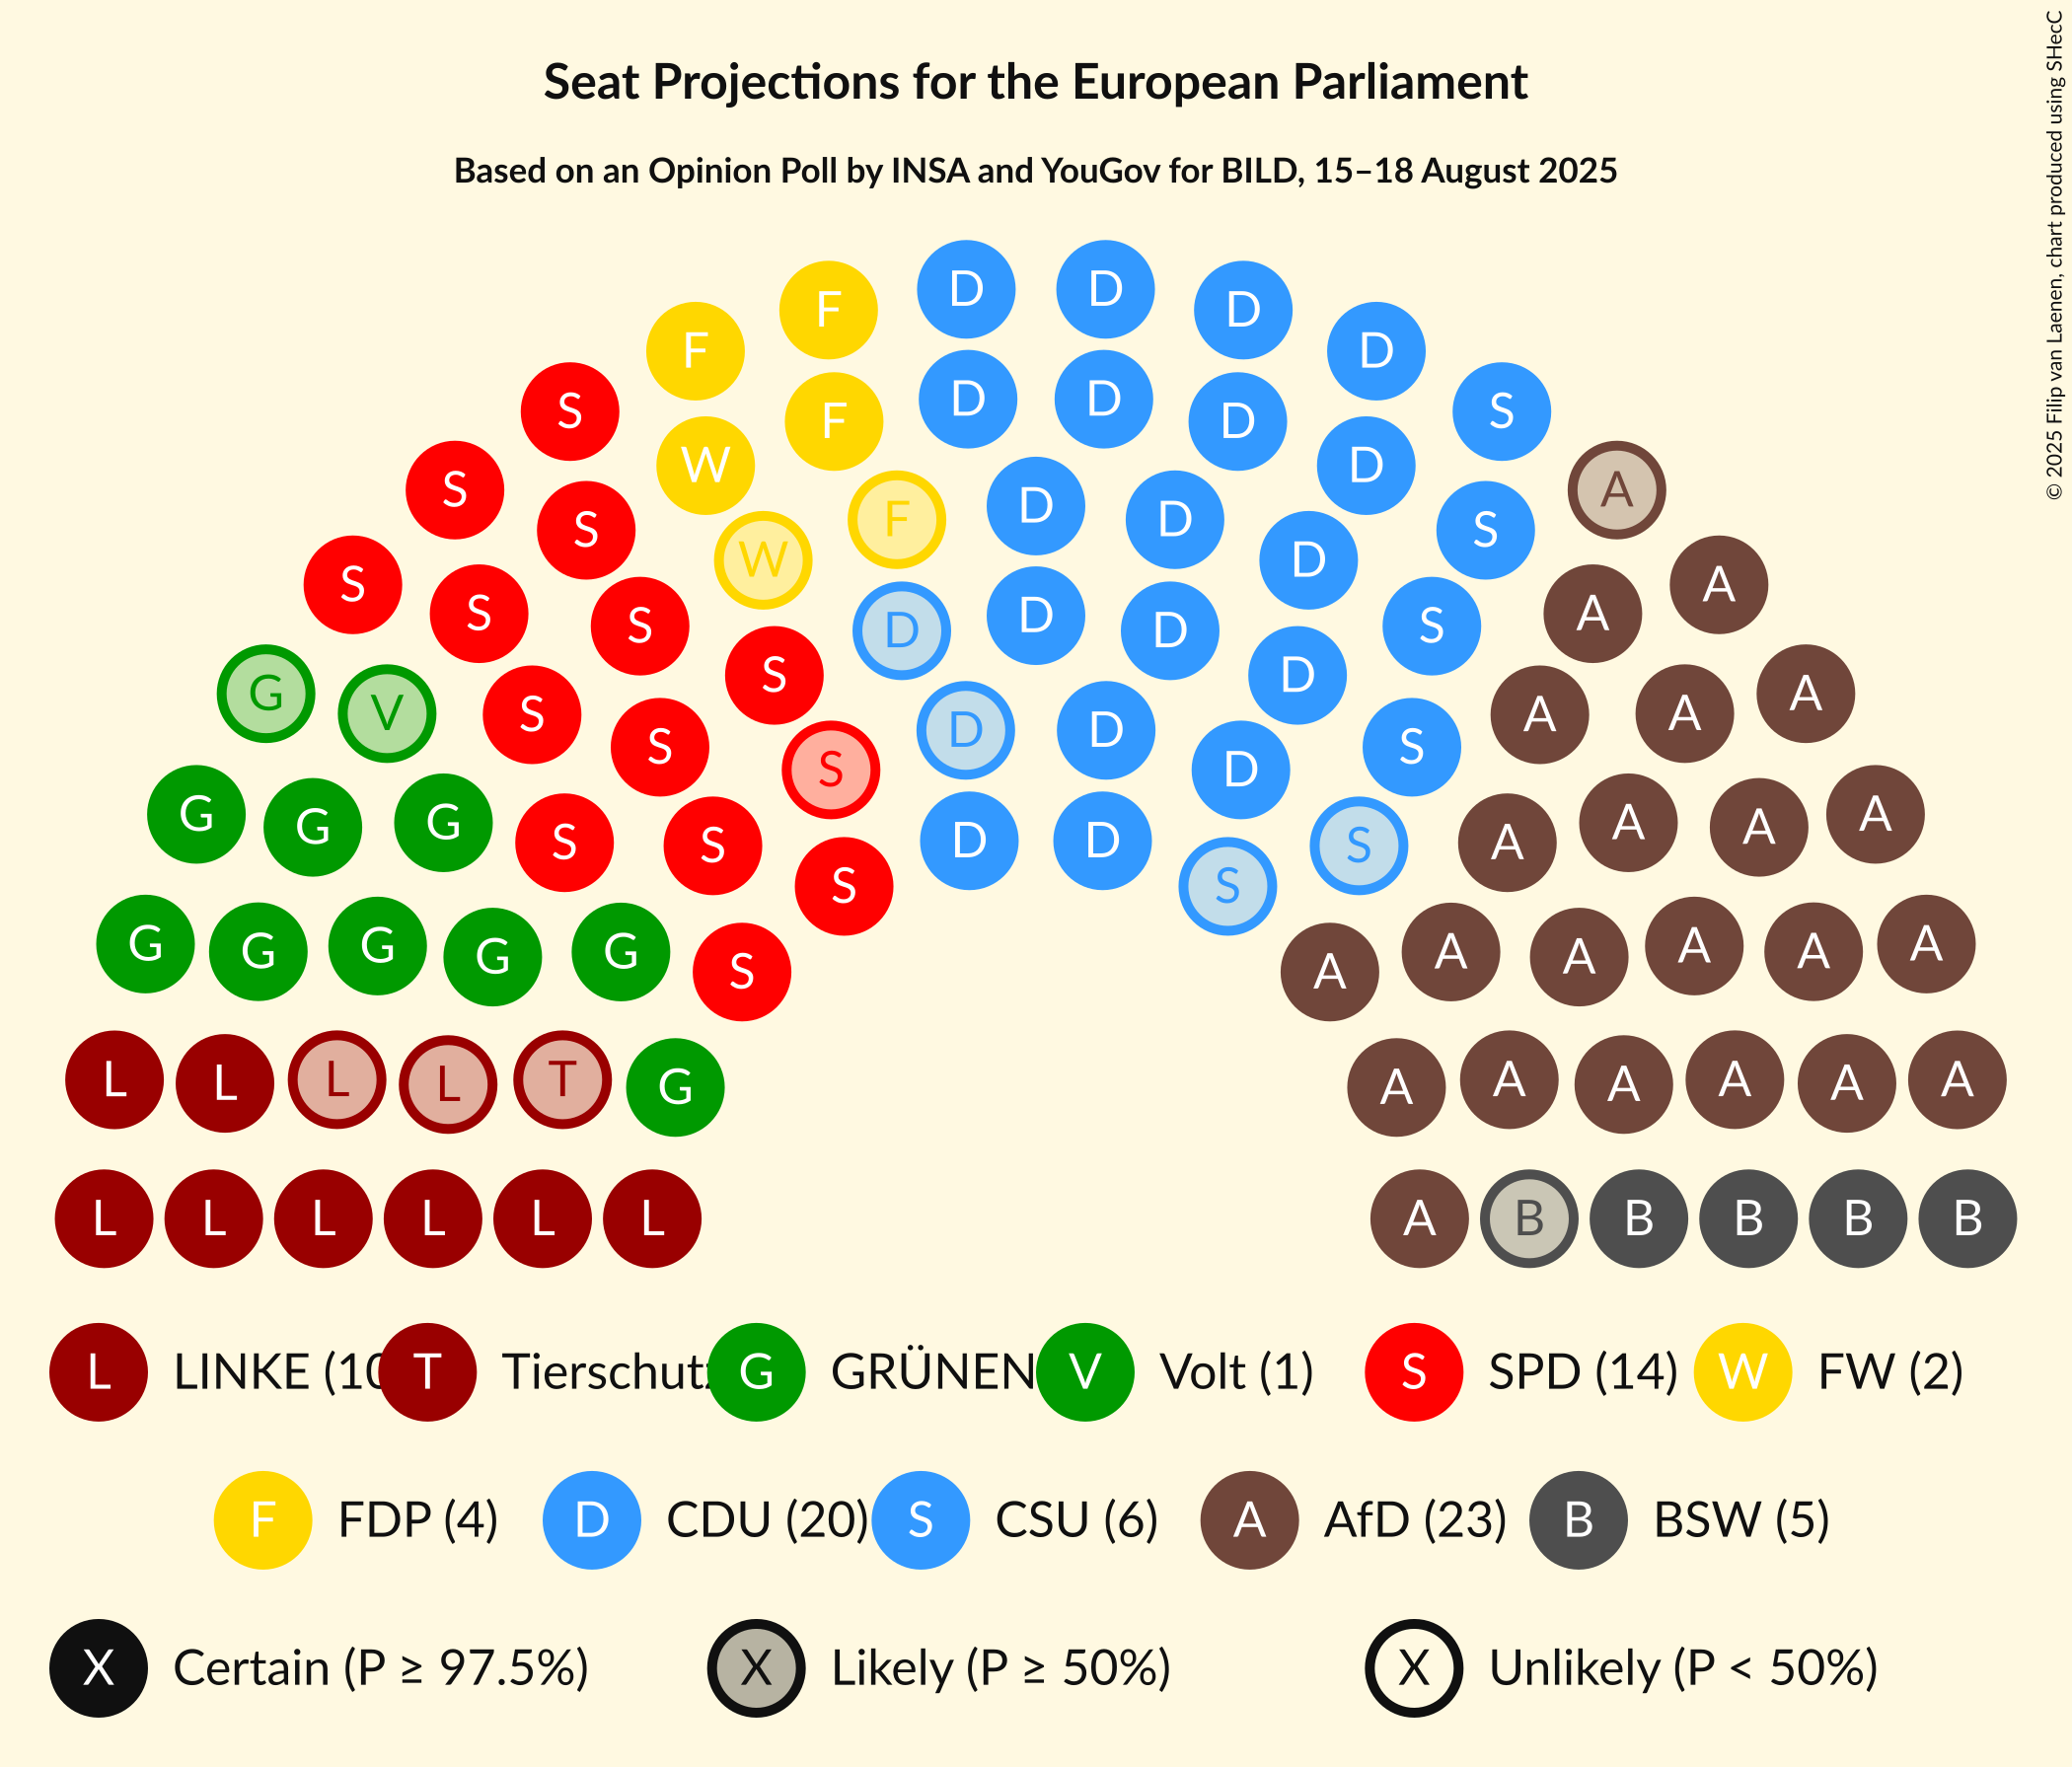 Seat Projections for the European Parliament
Based on an Opinion Poll by INSA and YouGov for BILD, 15–18 August 2025
© 2025 Filip van Laenen, chart produced using SHecC
D D
F D
F D
D D
S S
F D
W D
A
S
W F D D D
S S
S A
S S A
S S
D D D
S D
G V S A A A
S D D S
S D
G G G S S D D S A A A A
S S
G G G G G S A A A A A A
L L L L T G A A A A A A
L L L L L L A B B B B B
L LINKE (10 T Tierschutz G GRÜNEN V Volt (1) S SPD (14) W FW (2)
F FDP (4) D CDU (20) S CSU (6) A AfD (23) B BSW (5)
X Certain (P ≥ 97.5%) X Likely (P ≥ 50%) X Unlikely (P < 50%)